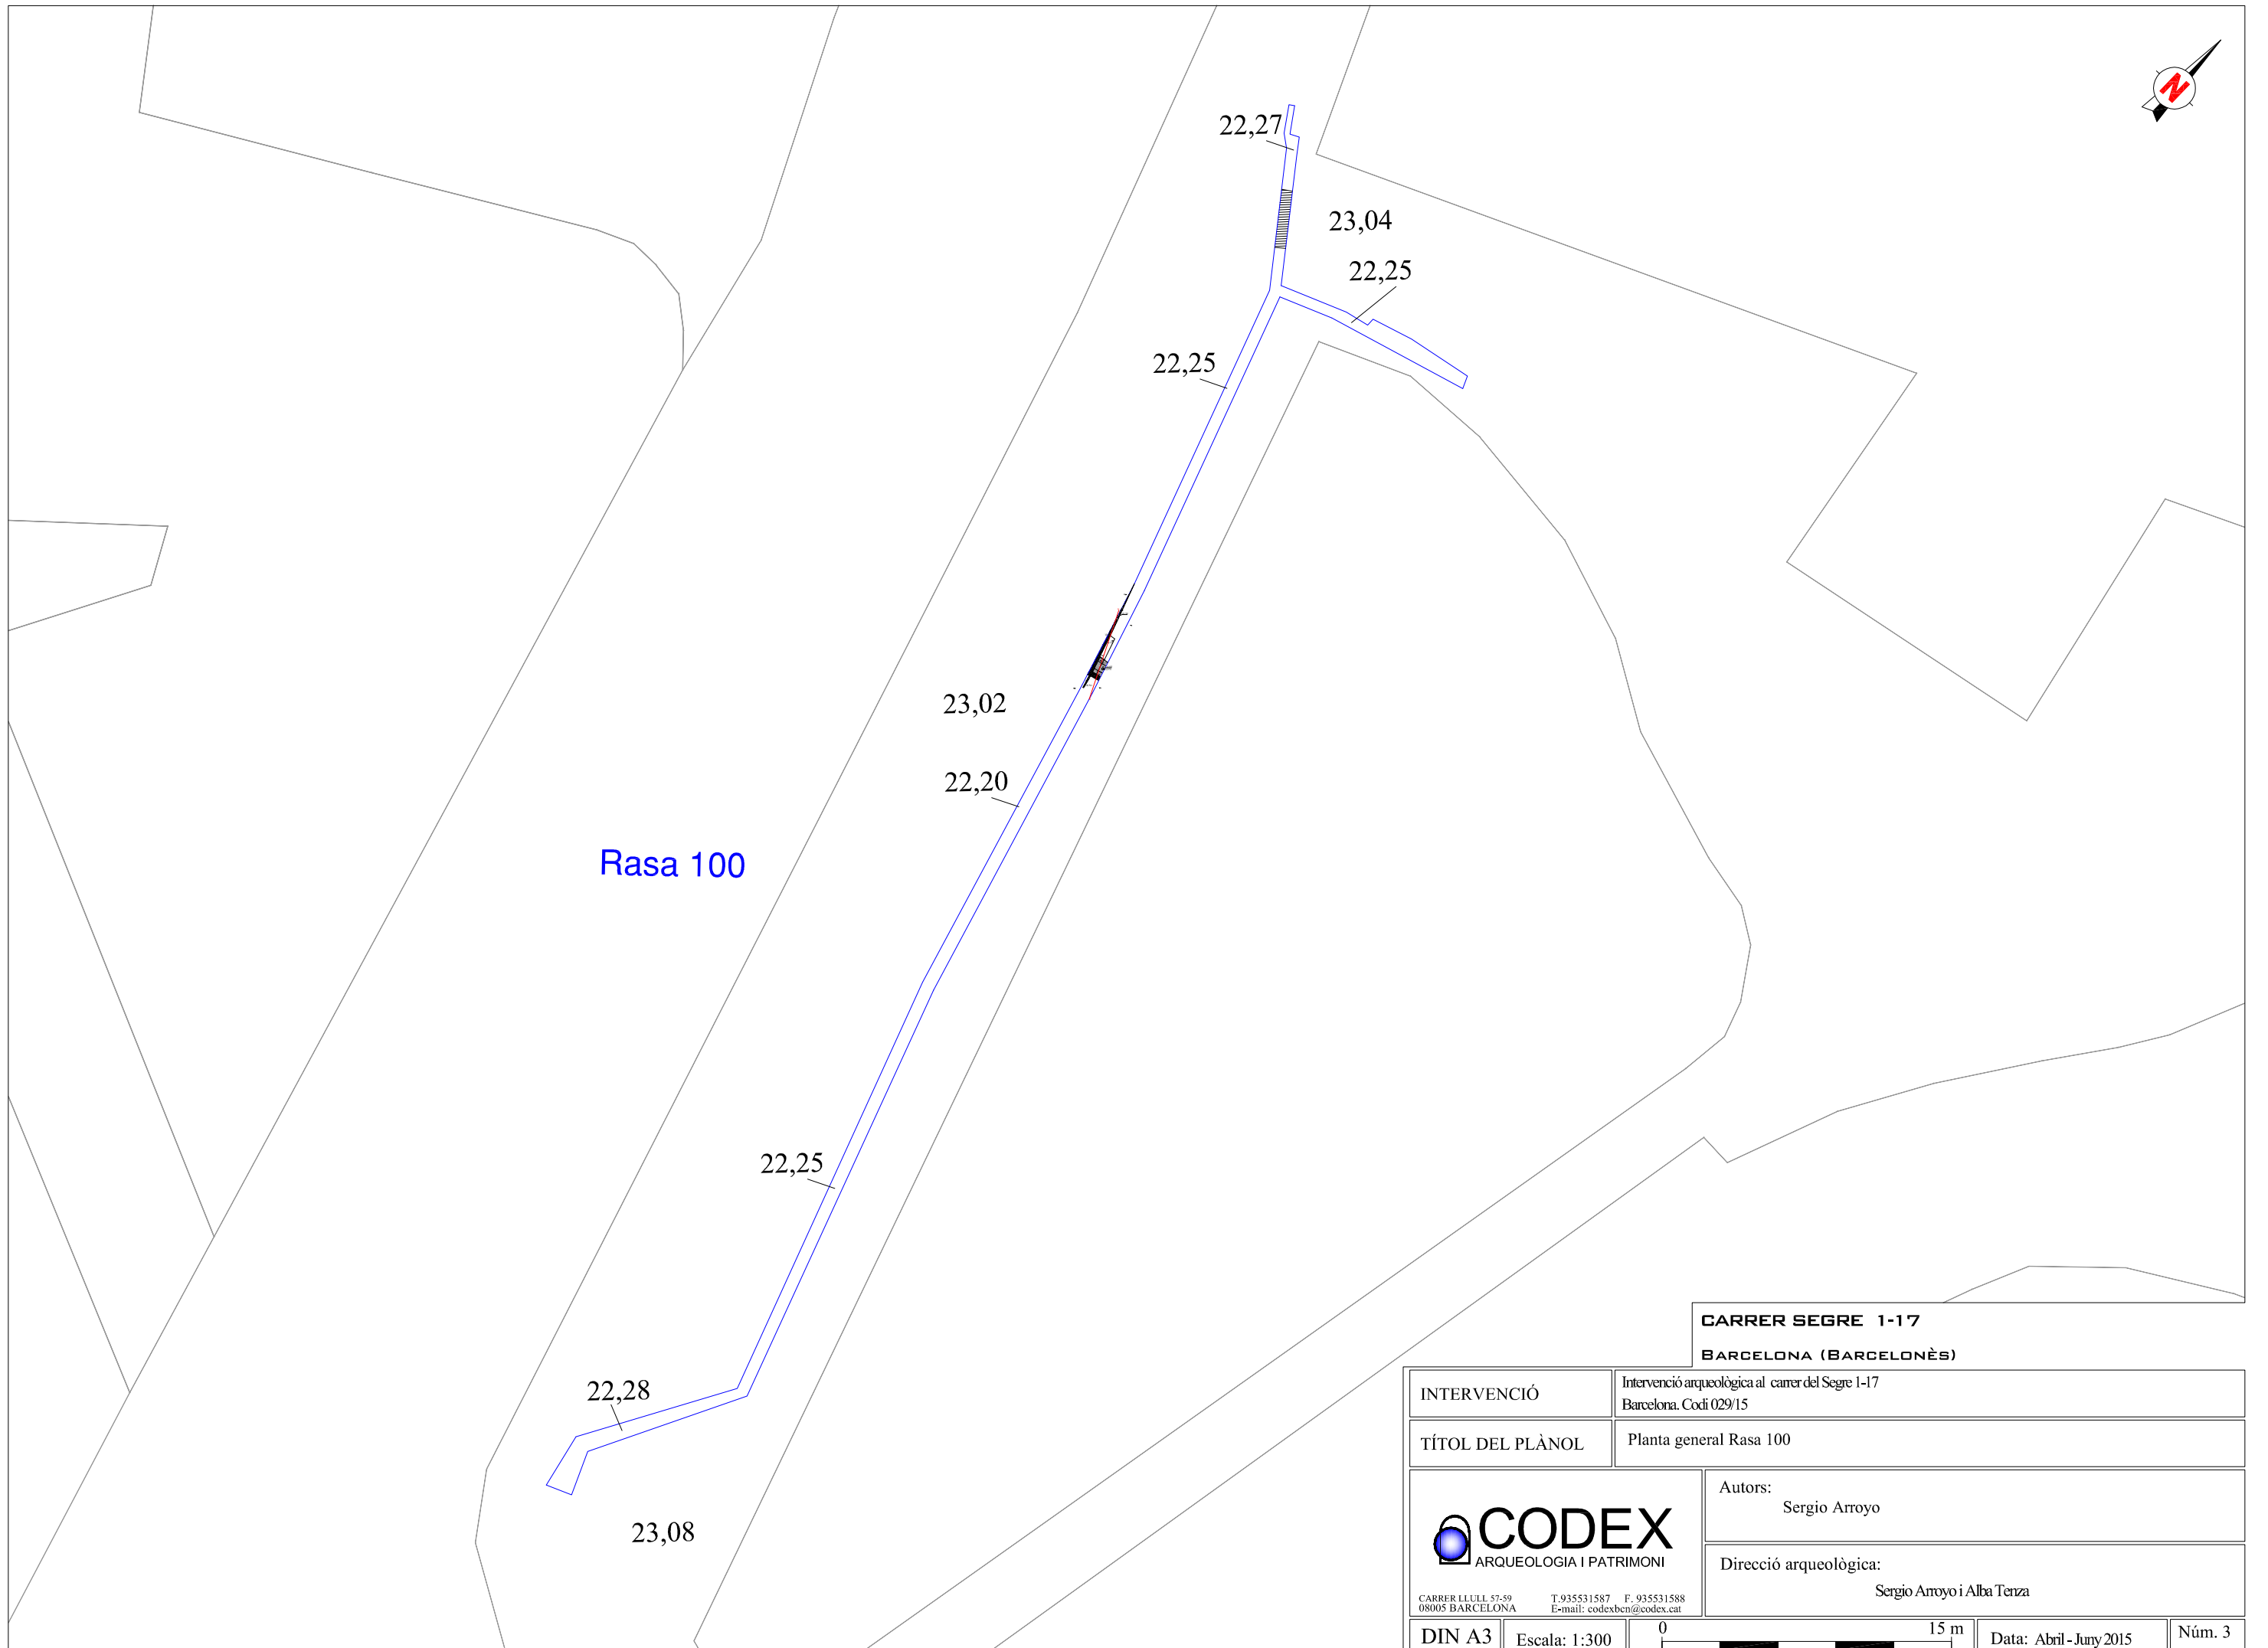 22,27
23,04
22,25
22,25
23,02
22,20
Rasa 100
22,25
22,28
23,08
N
CARRER SEGRE 1-17
BARCELONA (BARCELONÈS)
INTERVENCIÓ
Intervenció arqueològica al carrer del Segre 1-17
Barcelona. Codi 029/15
TÍTOL DEL PLÀNOL
Planta general Rasa 100
CODEX
ARQUEOLOGIA I PATRIMONI
CARRER LLULL 57-59 T.935531587 F. 935531588
08005 BARCELONA E-mail: codexbcn@codex.cat
Autors:
Sergio Arroyo
Direcció arqueològica:
Sergio Arroyo i Alba Tenza
DIN A3
Escala: 1:300
0 15 m
Data: Abril - Juny 2015
Núm. 3